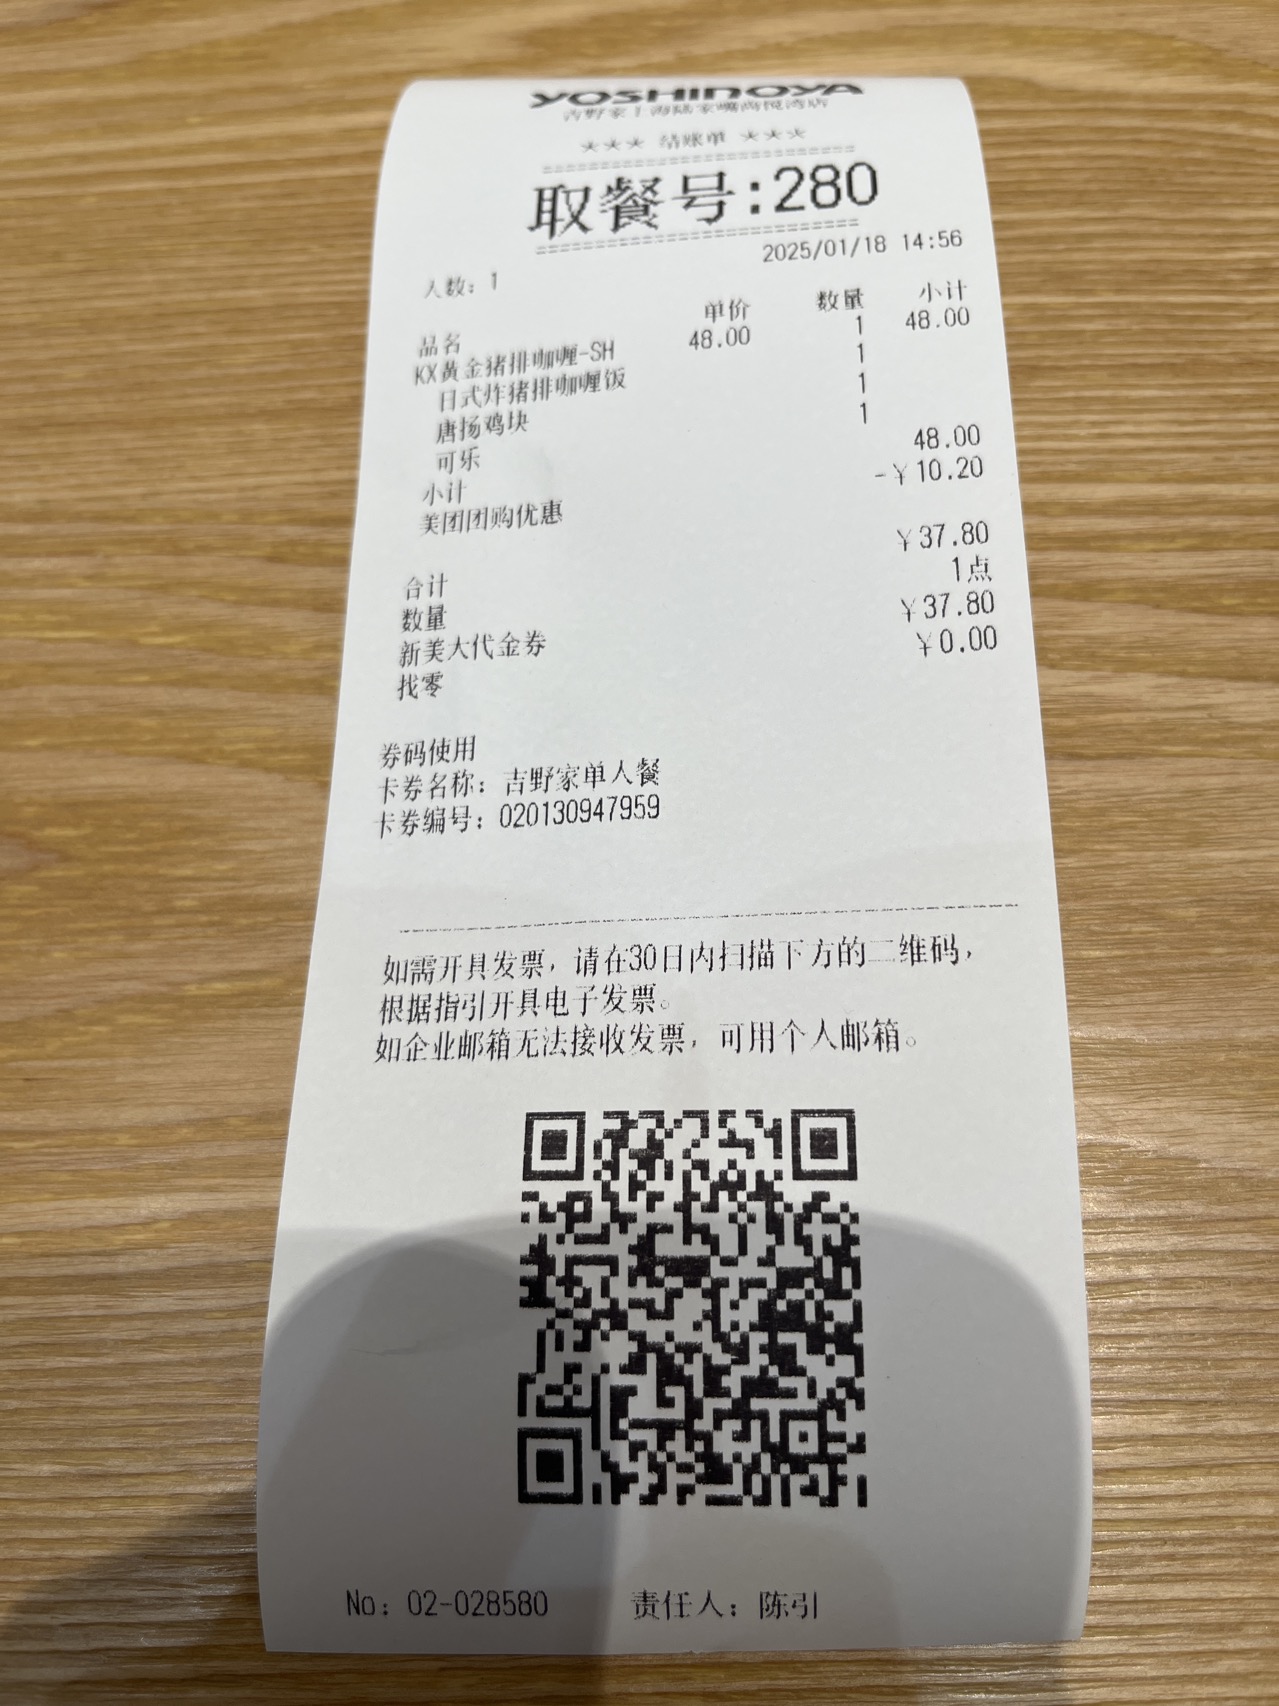 YOSHINOYA
吉野家上海陆家嘴尚悦湾店
*** 结账单 ***
取餐号:280
2025/01/18 14:56
人数：1
品名 单价 数量 小计
KX黄金猪排咖喱-SH 48.00 1 48.00
日式炸猪排咖喱饭 1
唐扬鸡块 1
可乐 1
小计 48.00
美团团购优惠 -￥10.20
合计 ￥37.80
数量 1点
新美大代金券 ￥37.80
找零 ￥0.00
券码使用
卡券名称：吉野家单人餐
卡券编号：020130947959
如需开具发票，请在30日内扫描下方的二维码，
根据指引开具电子发票。
如企业邮箱无法接收发票，可用个人邮箱。
No：02-028580 责任人：陈引